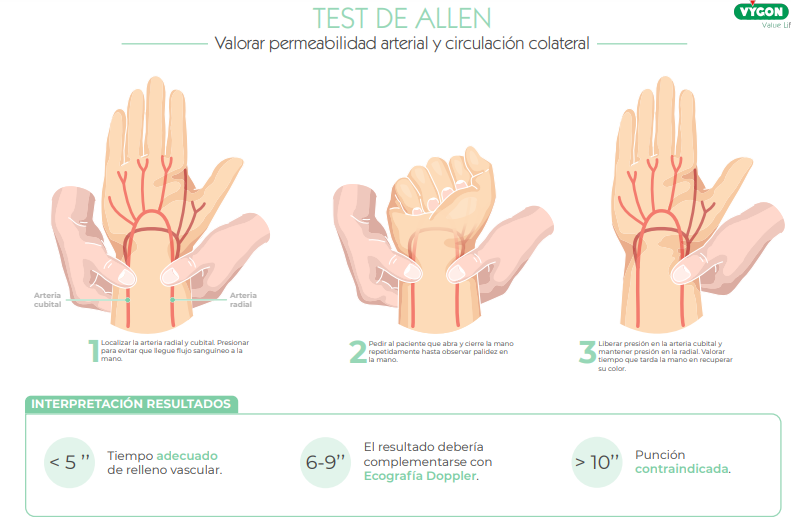 TEST DE ALLEN
VYGON
Value Lif
Valorar permeabilidad arterial y circulación colateral
Arteria
cubital
Arteria
radial
1
Localizar la arteria radial y cubital. Presionar
para evitar que llegue flujo sanguíneo a la
mano.
2
Pedir al paciente que abra y cierre la mano
repetidamente hasta observar palidez en
la mano.
3
Liberar presión en la arteria cubital y
mantener presión en la radial. Valorar
tiempo que tarda la mano en recuperar
su color.
INTERPRETACIÓN RESULTADOS
< 5 ’’
Tiempo adecuado
de relleno vascular.
6-9’’
El resultado debería
complementarse con
Ecografía Doppler.
> 10’’
Punción
contraindicada.